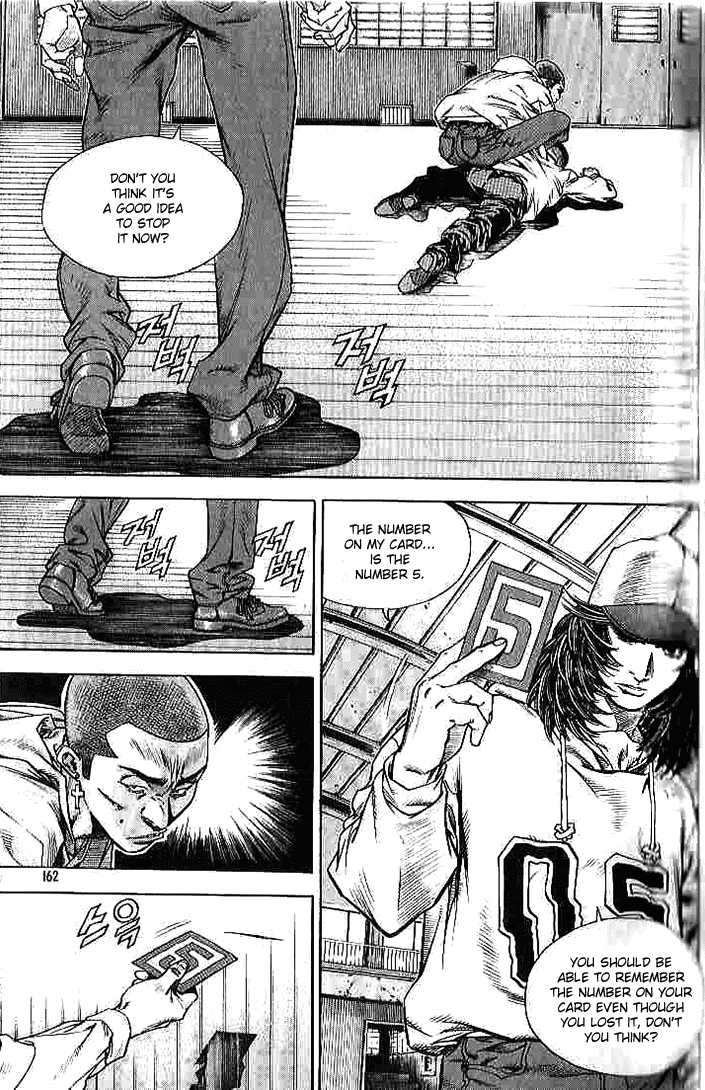 DON'T YOU
THINK IT'S
A GOOD IDEA
TO STOP
IT NOW?
저
벅
저
벅
저
벅
저
벅
THE NUMBER
ON MY CARD...
IS THE
NUMBER 5.
5
05
162
스윽
5
YOU SHOULD BE
ABLE TO REMEMBER
THE NUMBER ON YOUR
CARD EVEN THOUGH
YOU LOST IT, DON'T
YOU THINK?